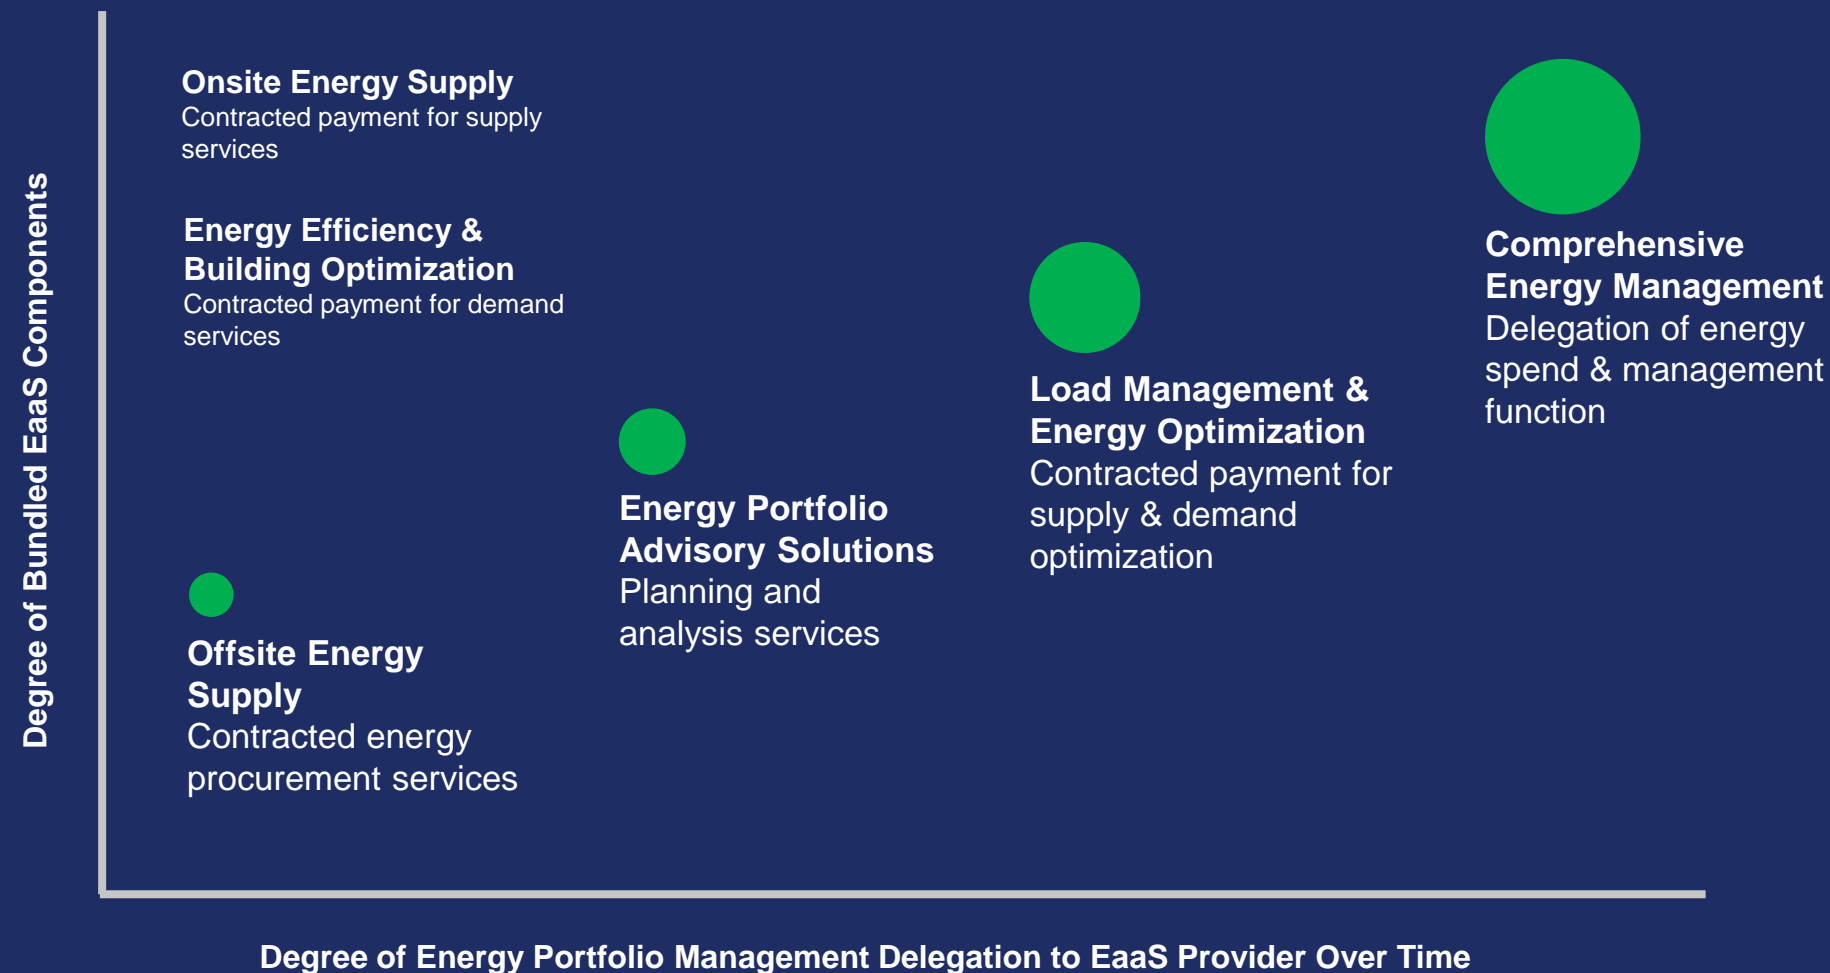 Degree of Bundled EaaS Components
Onsite Energy Supply
Contracted payment for supply
services
Energy Efficiency &
Building Optimization
Contracted payment for demand
services
Offsite Energy
Supply
Contracted energy
procurement services
Energy Portfolio
Advisory Solutions
Planning and
analysis services
Load Management &
Energy Optimization
Contracted payment for
supply & demand
optimization
Comprehensive
Energy Management
Delegation of energy
spend & management
function
Degree of Energy Portfolio Management Delegation to EaaS Provider Over Time